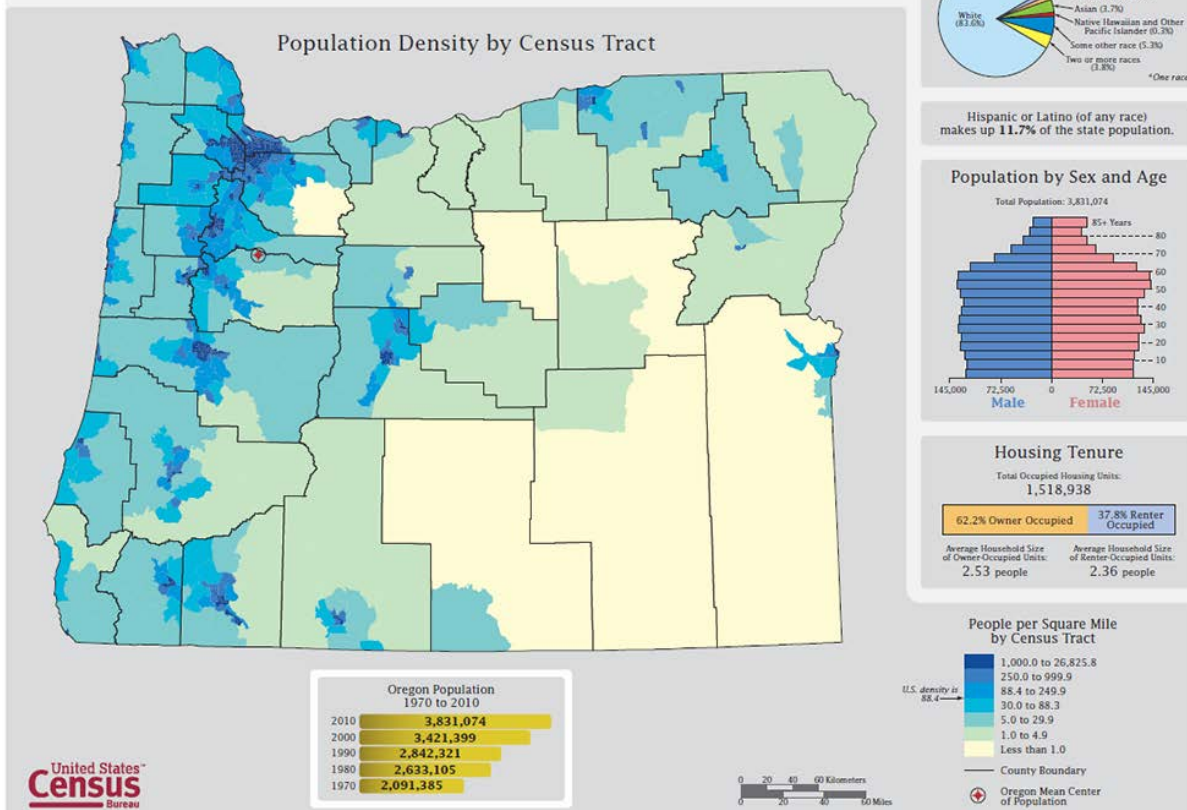 Population Density by Census Tract
White
(83.6%)
Asian (3.7%)
Native Hawaiian and Other
Pacific Islander (0.3%)
Some other race (5.3%)
Two or more races
(3.8%)
*One race
Hispanic or Latino (of any race)
makes up 11.7% of the state population.
Population by Sex and Age
Total Population: 3,831,074
85+ Years
80
70
60
50
40
30
20
10
145,000 72,500 0 72,500 145,000
Male Female
Housing Tenure
Total Occupied Housing Units:
1,518,938
62.2% Owner Occupied
37.8% Renter
Occupied
Average Household Size
of Owner-Occupied Units:
2.53 people
Average Household Size
of Renter-Occupied Units:
2.36 people
People per Square Mile
by Census Tract
1,000.0 to 26,825.8
250.0 to 999.9
88.4 to 249.9
30.0 to 88.3
5.0 to 29.9
1.0 to 4.9
Less than 1.0
U.S. density is
88.4
County Boundary
Oregon Mean Center
of Population
Oregon Population
1970 to 2010
2010 3,831,074
2000 3,421,399
1990 2,842,321
1980 2,633,105
1970 2,091,385
United States™
Census
Bureau
0 20 40 60 Kilometers
0 20 40 60 Miles